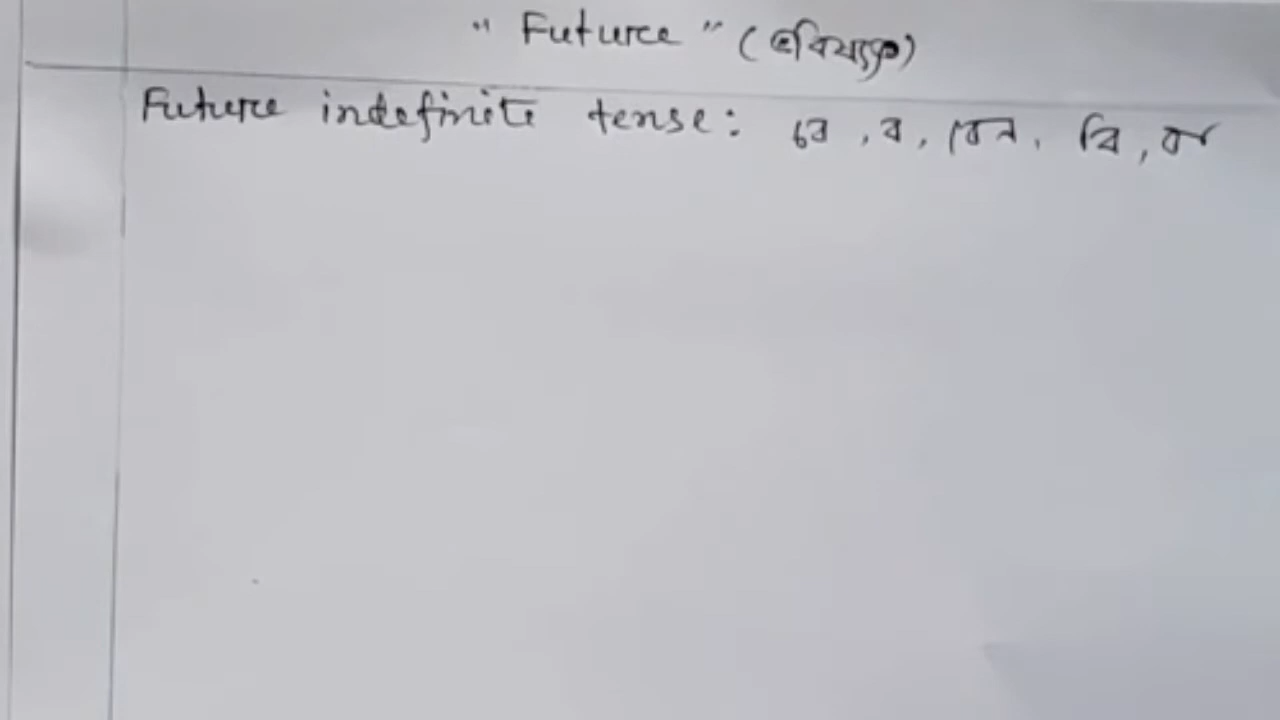 " Future " (ভবিষ্যৎ)
Future indefinite tense: বে, ব, বেন, বি,